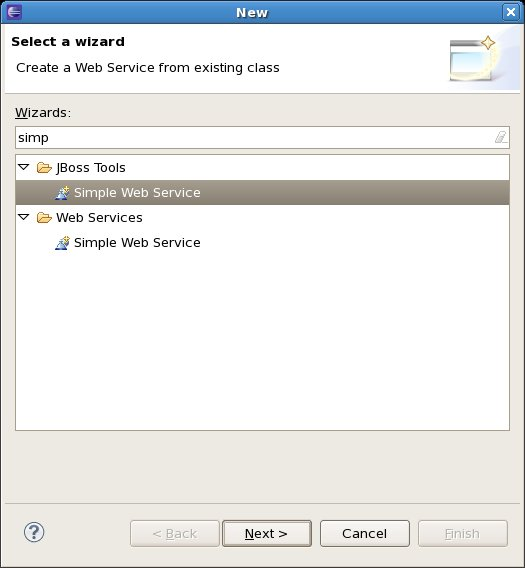 New
Select a wizard
Create a Web Service from existing class
Wizards:
simp
JBoss Tools
Simple Web Service
Web Services
Simple Web Service
? < Back Next > Cancel Finish